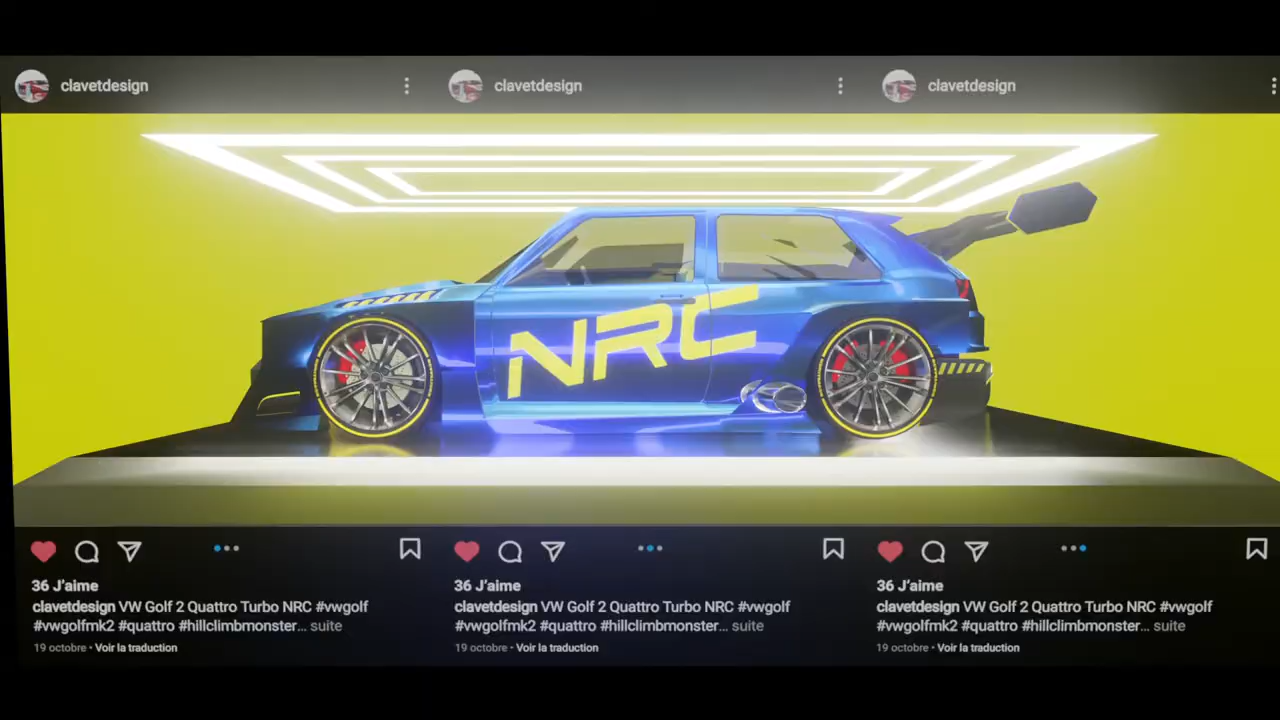 clavetdesign
clavetdesign
clavetdesign
NRC
36 J'aime
clavetdesign VW Golf 2 Quattro Turbo NRC #vwgolf
#vwgolfmk2 #quattro #hillclimbmonster... suite
19 octobre • Voir la traduction
36 J'aime
clavetdesign VW Golf 2 Quattro Turbo NRC #vwgolf
#vwgolfmk2 #quattro #hillclimbmonster... suite
19 octobre • Voir la traduction
36 J'aime
clavetdesign VW Golf 2 Quattro Turbo NRC #vwgolf
#vwgolfmk2 #quattro #hillclimbmonster... suite
19 octobre • Voir la traduction